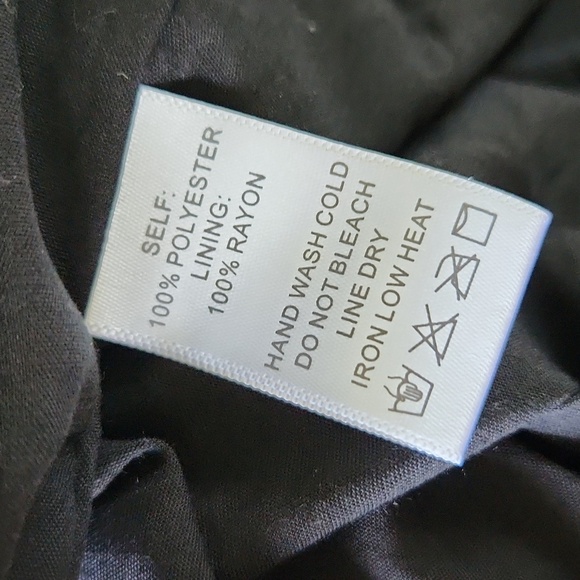 SELF:
100% POLYESTER
LINING:
100% RAYON
HAND WASH COLD
DO NOT BLEACH
LINE DRY
IRON LOW HEAT